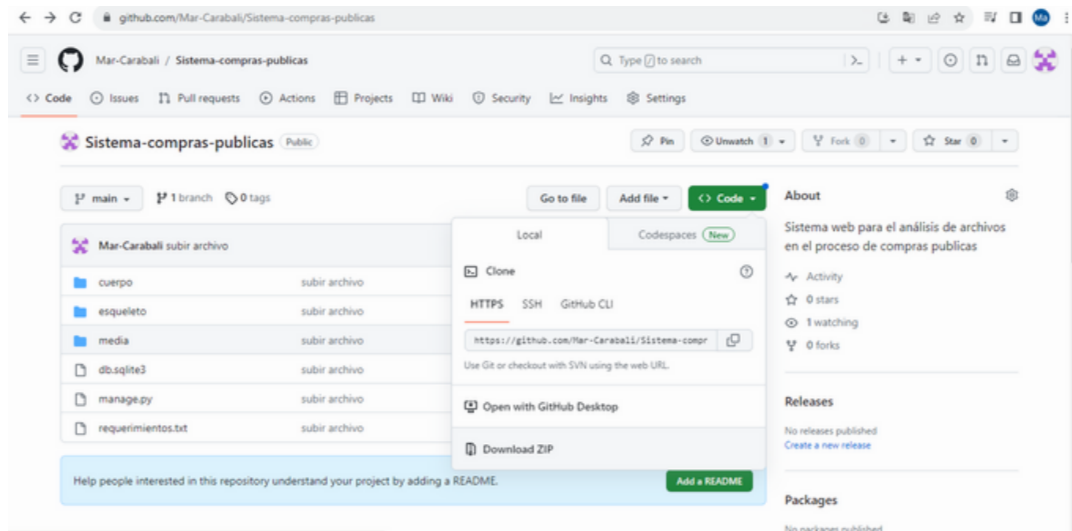 github.com/Mar-Carabali/Sistema-compras-publicas
Ma
Mar-Carabali / Sistema-compras-publicas
Type / to search
<> Code Issues Pull requests Actions Projects Wiki Security Insights Settings
Sistema-compras-publicas Public
Pin Unwatch 1 Fork 0 Star 0
main 1 branch 0 tags
Go to file Add file <> Code
About
Sistema web para el análisis de archivos
en el proceso de compras publicas
Activity
0 stars
1 watching
0 forks
Releases
No releases published
Create a new release
Packages
No packages published
Mar-Carabali subir archivo
cuerpo subir archivo
esqueleto subir archivo
media subir archivo
db.sqlite3 subir archivo
manage.py subir archivo
requerimientos.txt subir archivo
Local Codespaces New
Clone
HTTPS SSH GitHub CLI
https://github.com/Mar-Carabali/Sistema-compr
Use Git or checkout with SVN using the web URL.
Open with GitHub Desktop
Download ZIP
Help people interested in this repository understand your project by adding a README.
Add a README